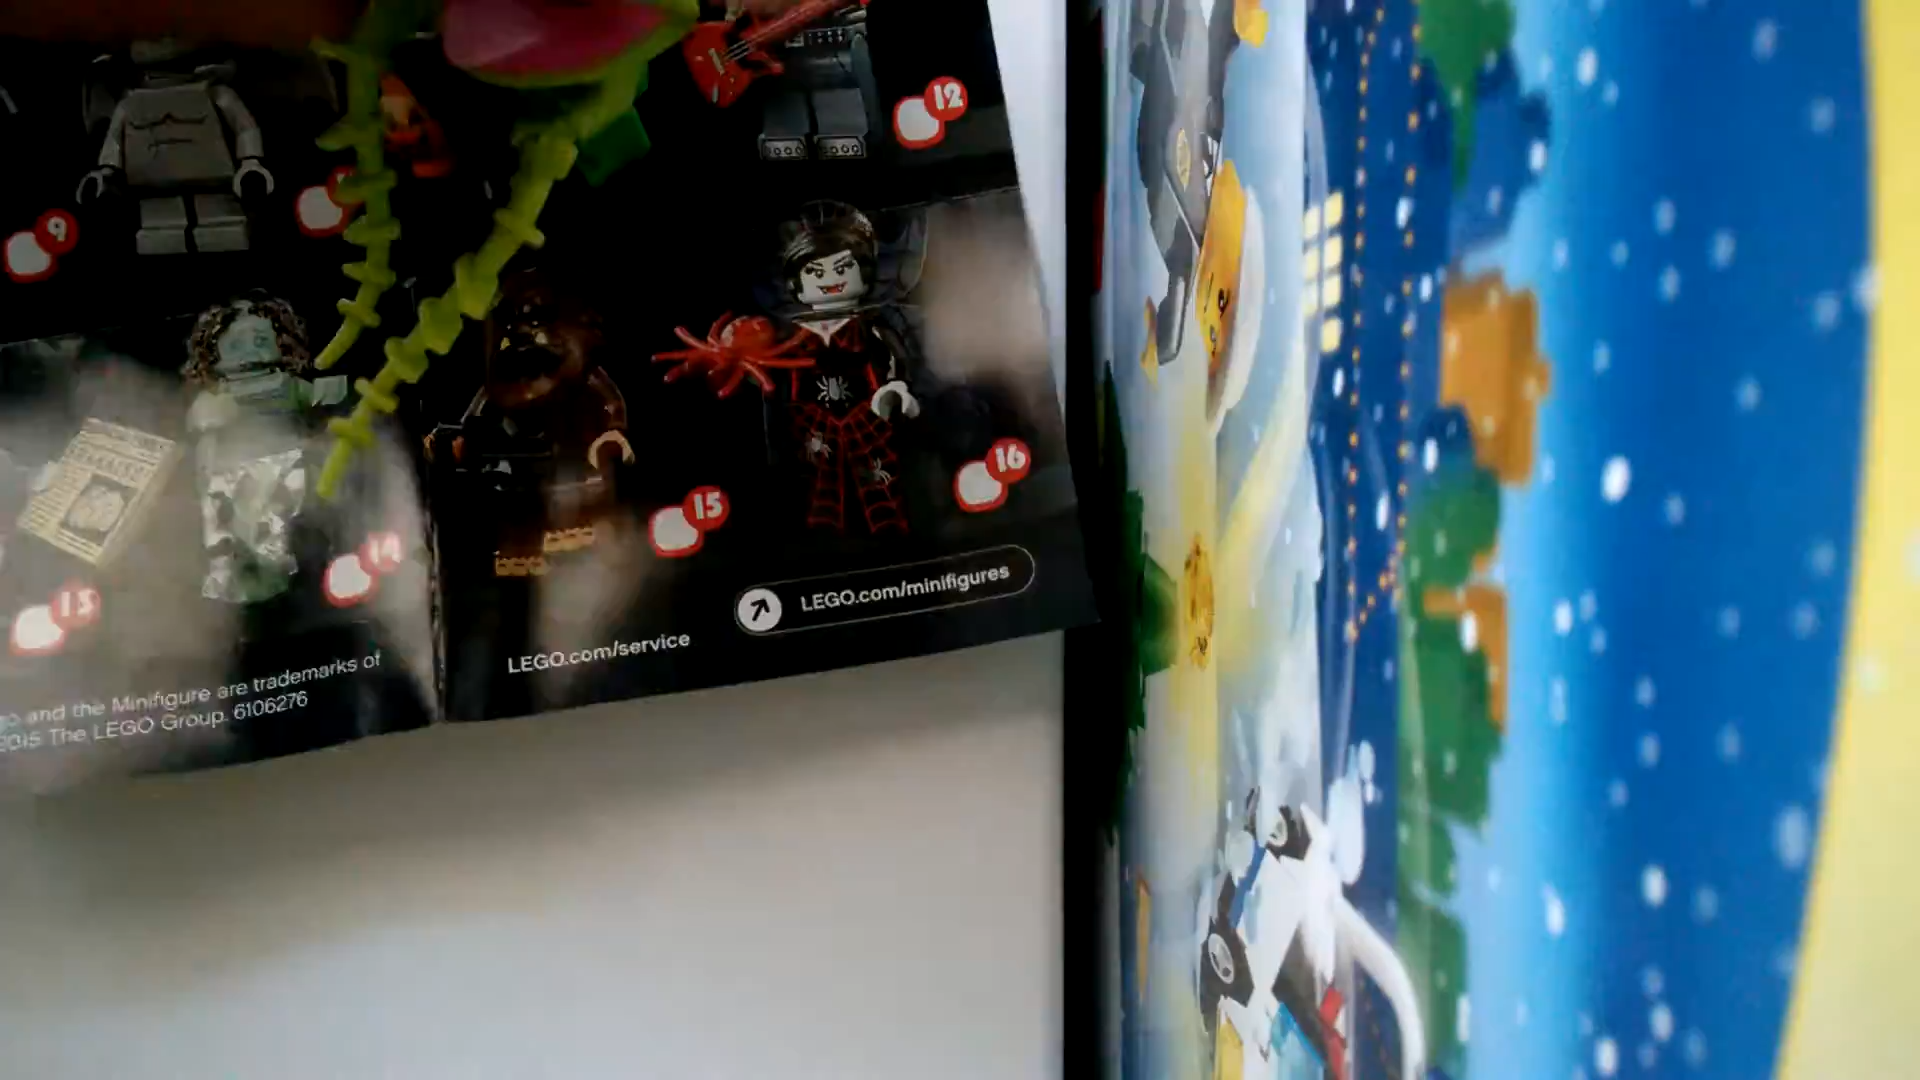 12
9
16
15
14
13
LEGO.com/minifigures
LEGO.com/service
go and the Minifigure are trademarks of
2015 The LEGO Group. 6106276